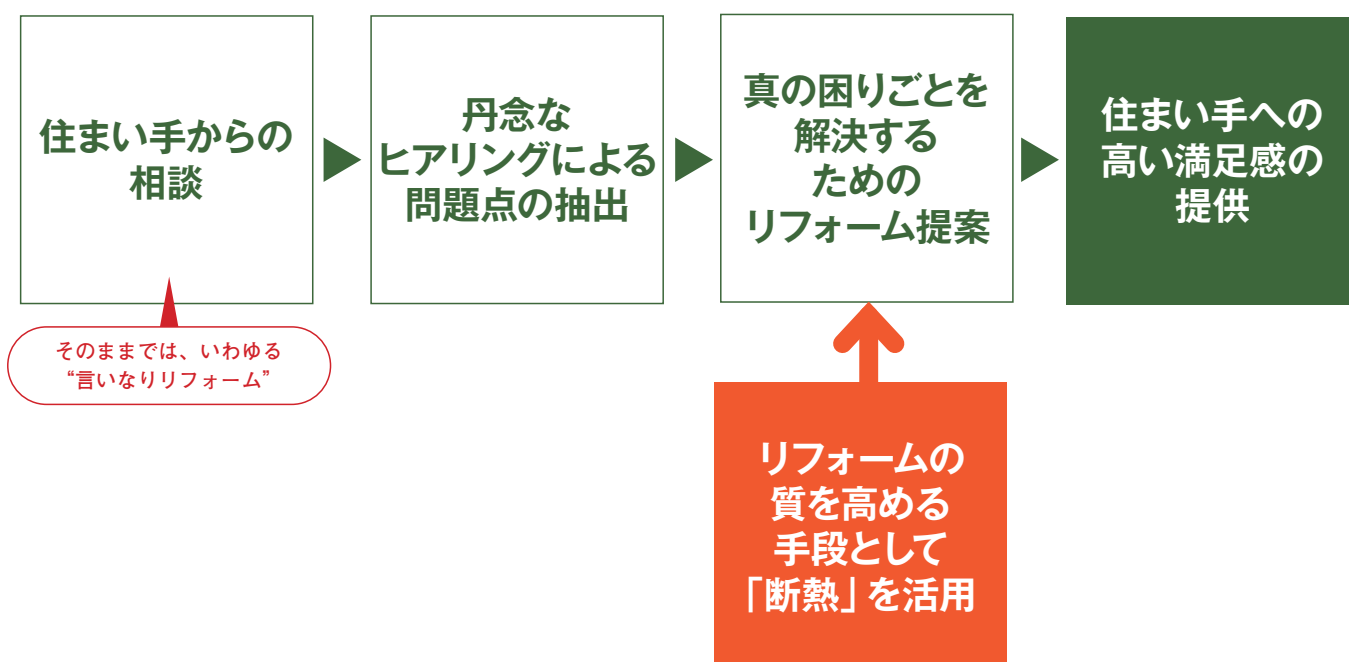 住まい手からの
相談
丹念な
ヒアリングによる
問題点の抽出
真の困りごとを
解決する
ための
リフォーム提案
住まい手への
高い満足感の
提供
そのままでは、いわゆる
“言いなりリフォーム”
リフォームの
質を高める
手段として
「断熱」を活用